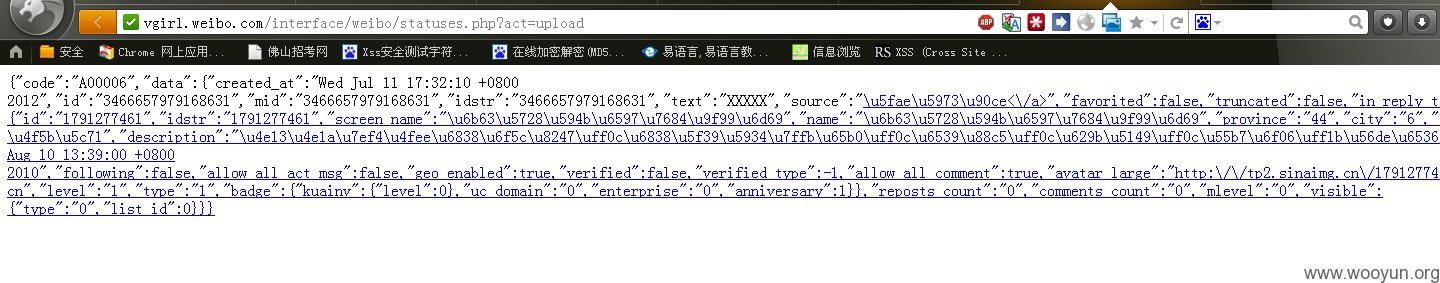 vgirl.weibo.com/interface/weibo/statuses.php?act=upload
ABP
安全 Chrome 网上应用... 佛山招考网 Xss安全测试字符... 在线加密解密(MD5... 易语言,易语言教... 信息浏览 RS XSS (Cross Site ...
{"code":"A00006","data":{"created_at":"Wed Jul 11 17:32:10 +0800
2012","id":"3466657979168631","mid":"3466657979168631","idstr":"3466657979168631","text":"XXXXX","source":"\u5fae\u5973\u90ce<\/a>","favorited":false,"truncated":false,"in_reply_t
{"id":"1791277461","idstr":"1791277461","screen_name":"\u6b63\u5728\u594b\u6597\u7684\u9f99\u6d69","name":"\u6b63\u5728\u594b\u6597\u7684\u9f99\u6d69","province":"44","city":"6","
\u4f5b\u5c71","description":"\u4e13\u4e1a\u7ef4\u4fee\u6838\u6f5c\u8247\uff0c\u6838\u5f39\u5934\u7ffb\u65b0\uff0c\u6539\u88c5\uff0c\u629b\u5149\uff0c\u55b7\u6f06\uff1b\u56de\u6536
Aug 10 13:39:00 +0800
2010","following":false,"allow_all_act_msg":false,"geo_enabled":true,"verified":false,"verified_type":-1,"allow_all_comment":true,"avatar_large":"http:\/\/tp2.sinaimg.cn\/17912774
cn","level":"1","type":"1","badge":{"kuainv":{"level":0},"uc_domain":"0","enterprise":"0","anniversary":1}},"reposts_count":"0","comments_count":"0","mlevel":"0","visible":
{"type":"0","list_id":0}}}
www.wooyun.org